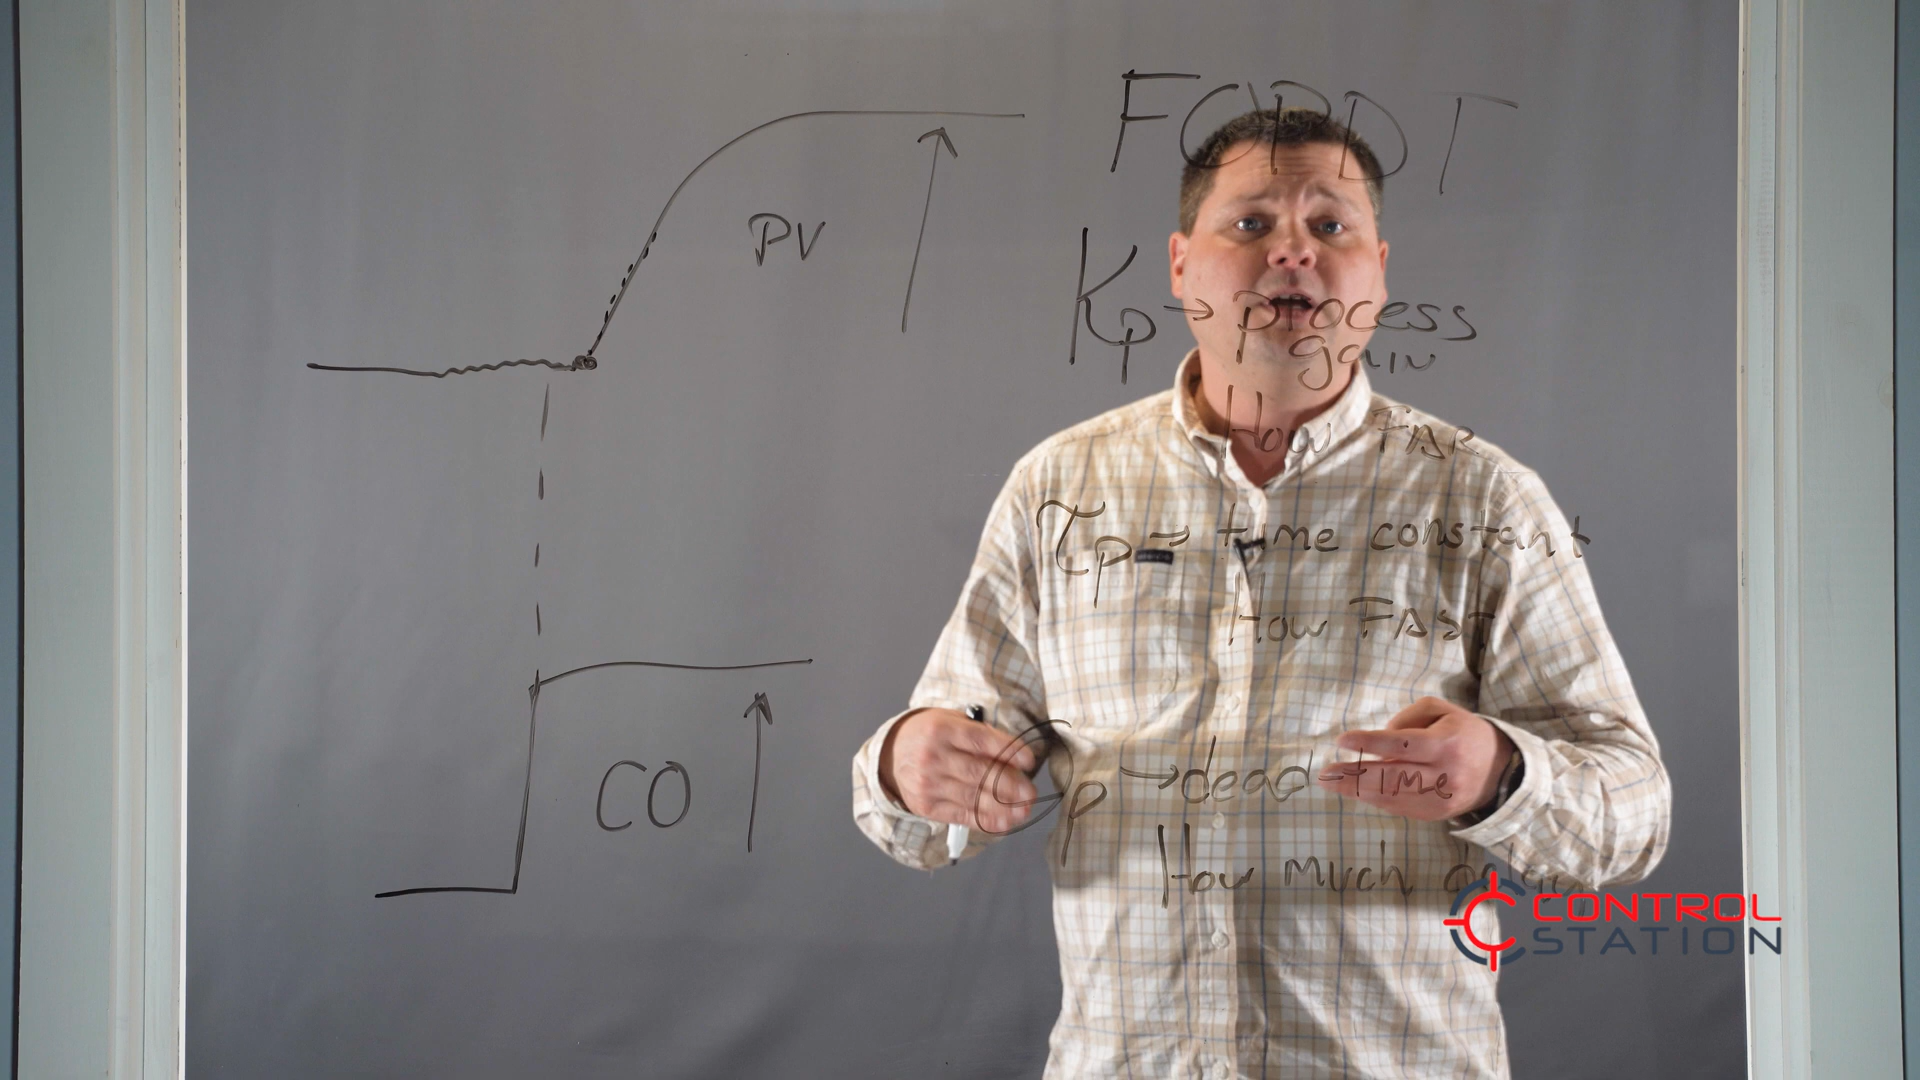 FOPDT
PV
Kp → process
gain
How FAR
τp → time constant
How FAST
CO
θp → dead-time
How much delay
CONTROL
STATION